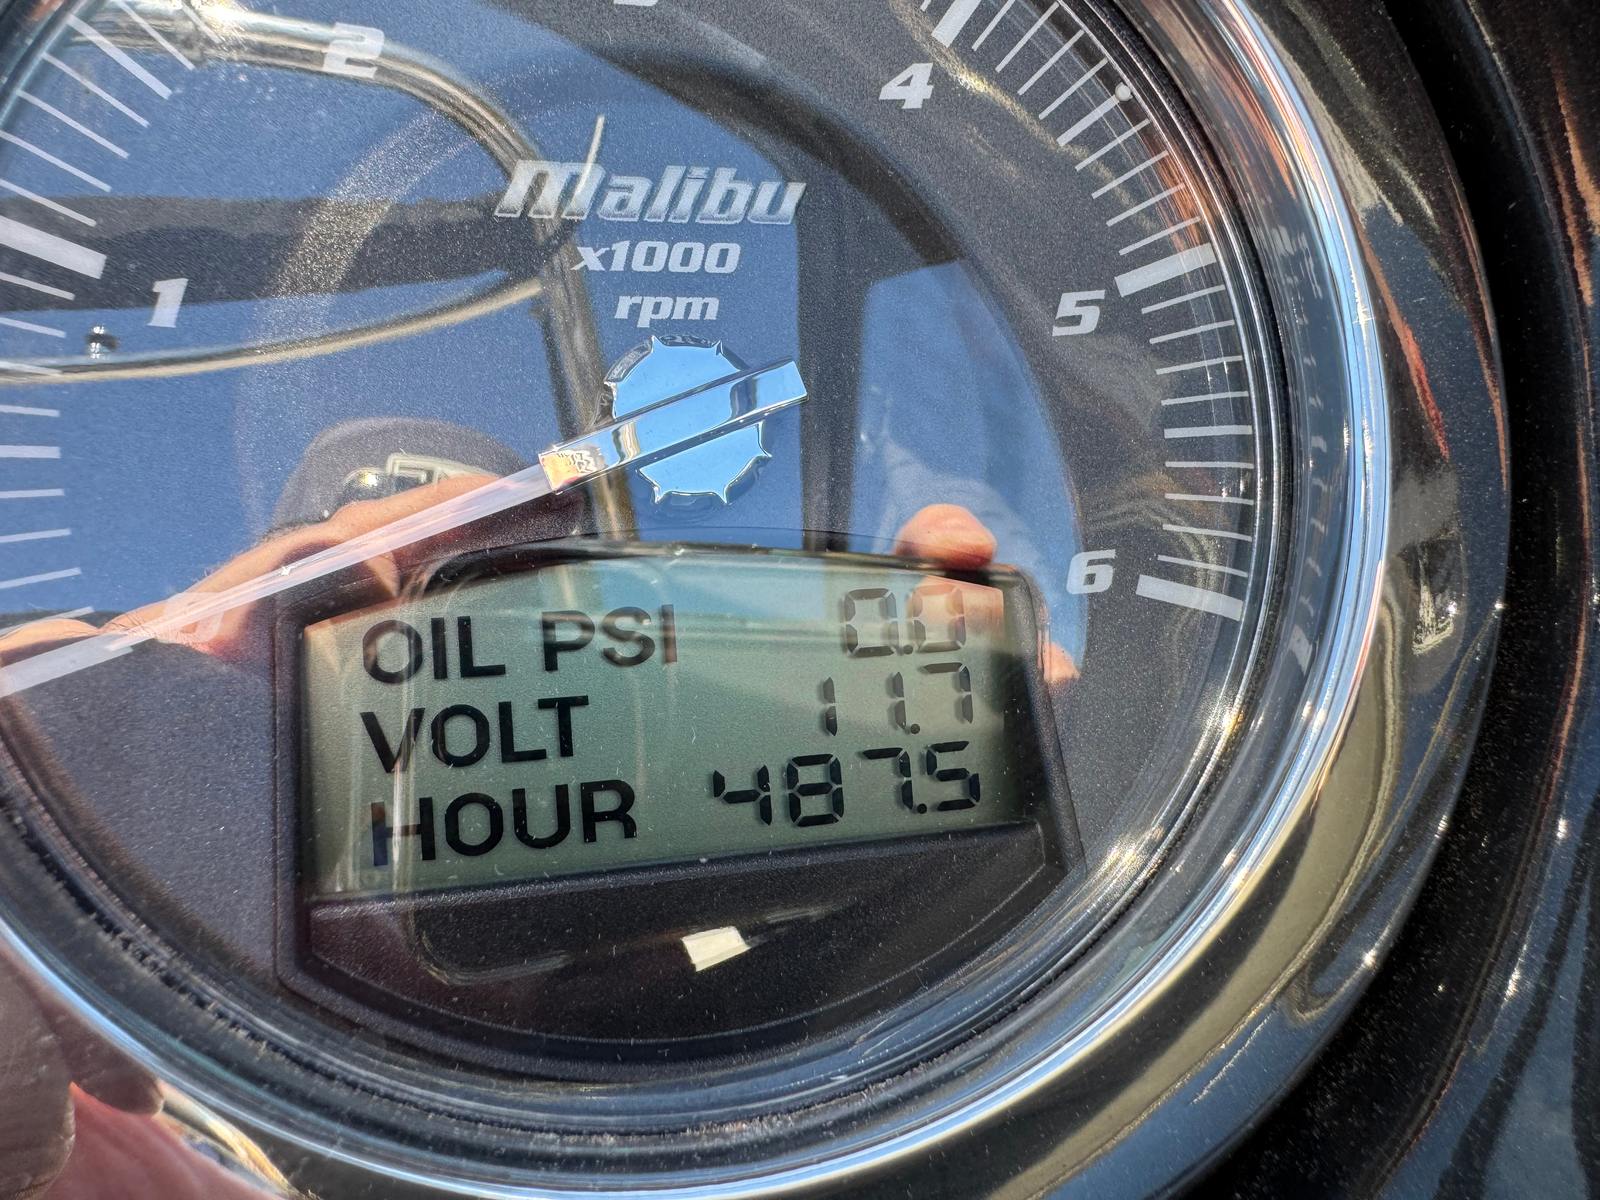 2
4
Malibu
x1000
rpm
1
5
6
OIL PSI 0.0
VOLT 11.7
HOUR 487.5